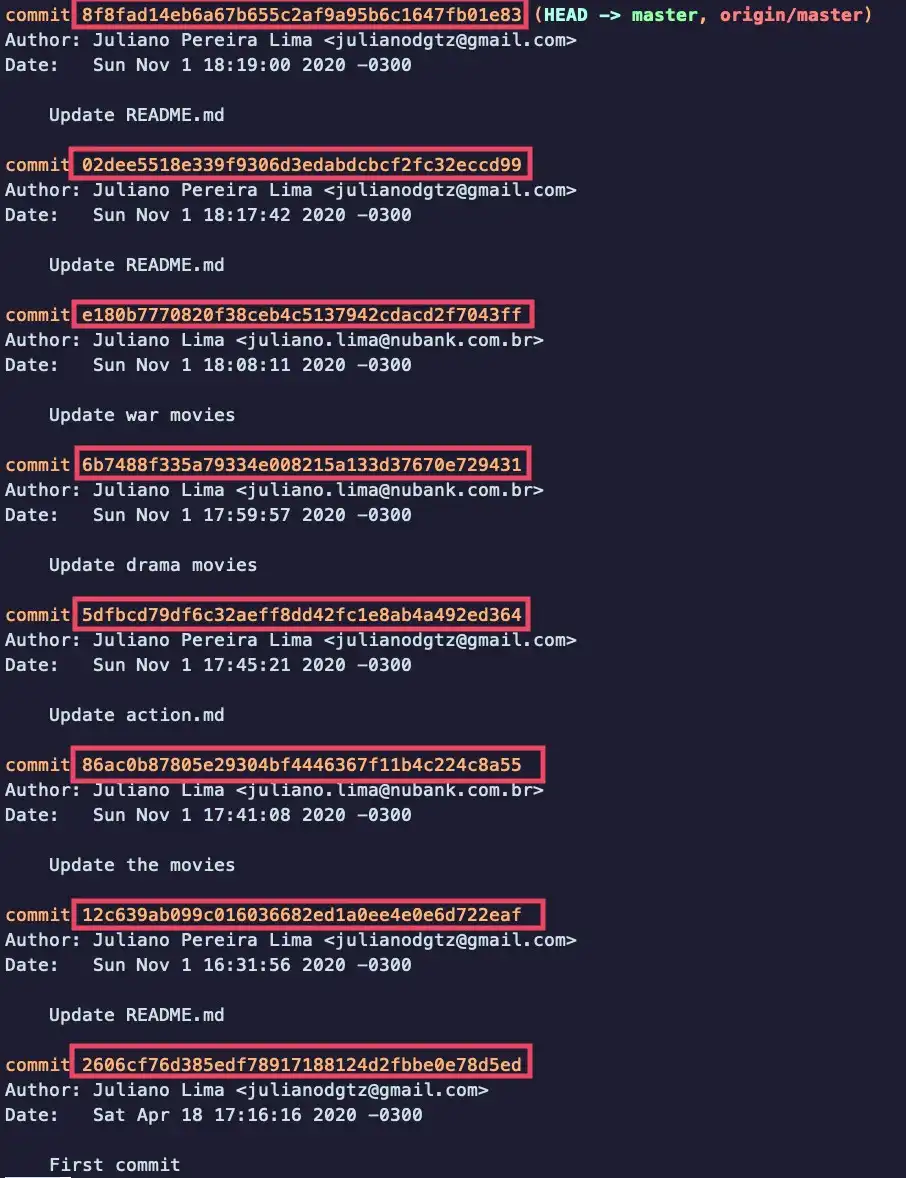 commit 8f8fad14eb6a67b655c2af9a95b6c1647fb01e83 (HEAD -> master, origin/master)
Author: Juliano Pereira Lima <julianodgtz@gmail.com>
Date:   Sun Nov 1 18:19:00 2020 -0300
    Update README.md
commit 02dee5518e339f9306d3edabdcbcf2fc32eccd99
Author: Juliano Pereira Lima <julianodgtz@gmail.com>
Date:   Sun Nov 1 18:17:42 2020 -0300
    Update README.md
commit e180b7770820f38ceb4c5137942cdacd2f7043ff
Author: Juliano Lima <juliano.lima@nubank.com.br>
Date:   Sun Nov 1 18:08:11 2020 -0300
    Update war movies
commit 6b7488f335a79334e008215a133d37670e729431
Author: Juliano Lima <juliano.lima@nubank.com.br>
Date:   Sun Nov 1 17:59:57 2020 -0300
    Update drama movies
commit 5dfbcd79df6c32aeff8dd42fc1e8ab4a492ed364
Author: Juliano Pereira Lima <julianodgtz@gmail.com>
Date:   Sun Nov 1 17:45:21 2020 -0300
    Update action.md
commit 86ac0b87805e29304bf4446367f11b4c224c8a55
Author: Juliano Lima <juliano.lima@nubank.com.br>
Date:   Sun Nov 1 17:41:08 2020 -0300
    Update the movies
commit 12c639ab099c016036682ed1a0ee4e0e6d722eaf
Author: Juliano Pereira Lima <julianodgtz@gmail.com>
Date:   Sun Nov 1 16:31:56 2020 -0300
    Update README.md
commit 2606cf76d385edf78917188124d2fbbe0e78d5ed
Author: Juliano Lima <julianodgtz@gmail.com>
Date:   Sat Apr 18 17:16:16 2020 -0300
    First commit